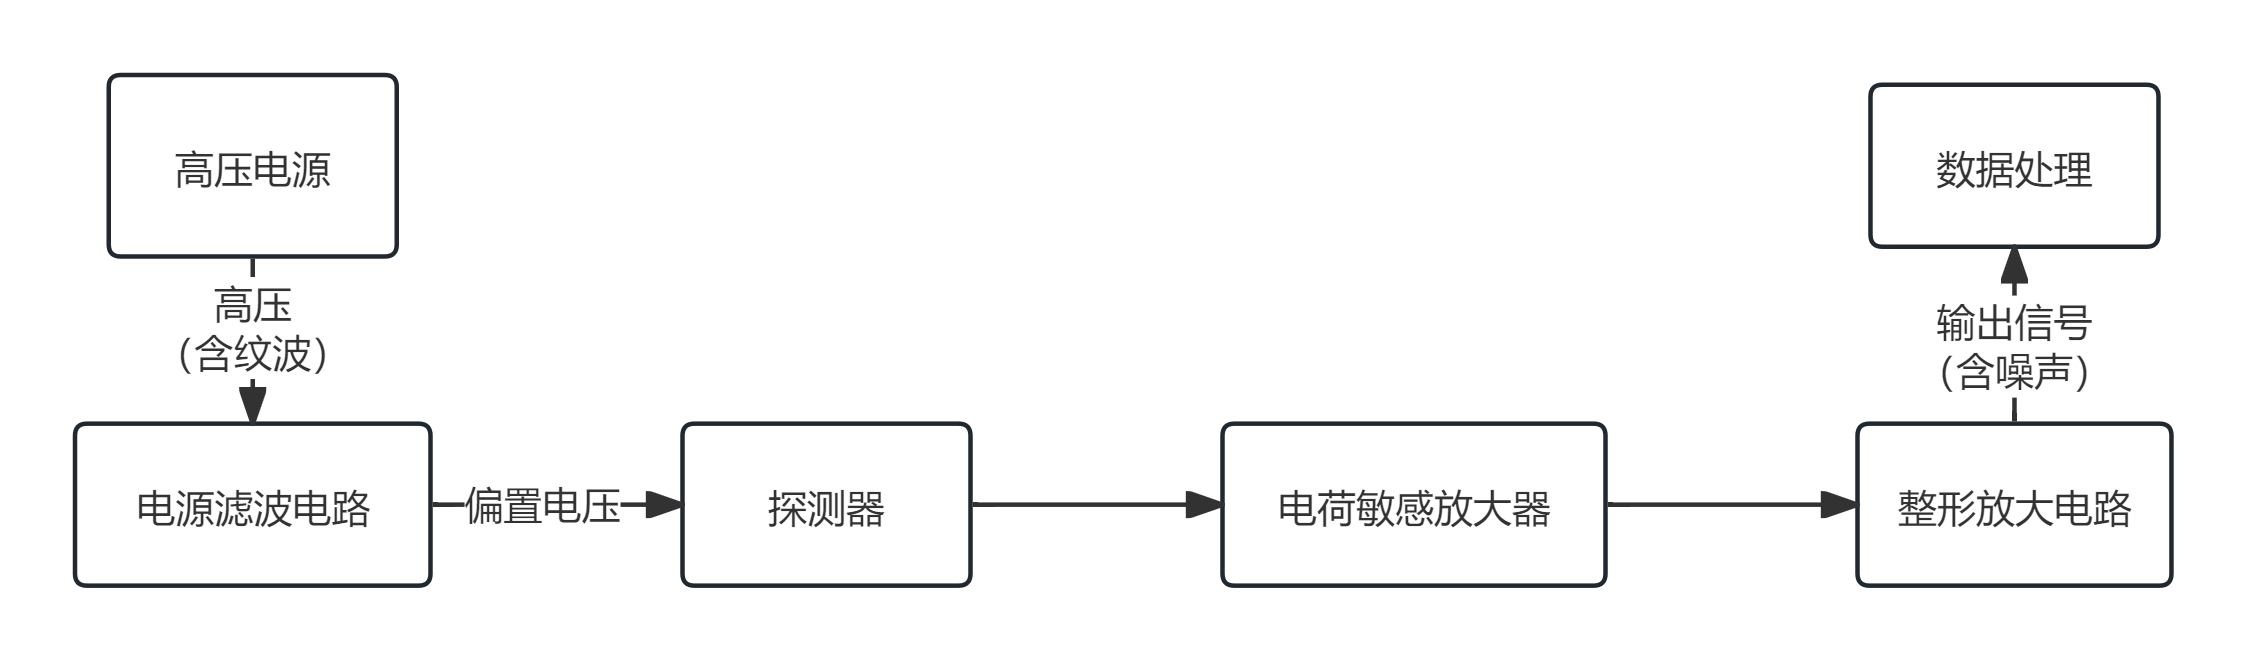 高压电源
数据处理
高压
（含纹波）
输出信号
（含噪声）
电源滤波电路
偏置电压
探测器
电荷敏感放大器
整形放大电路